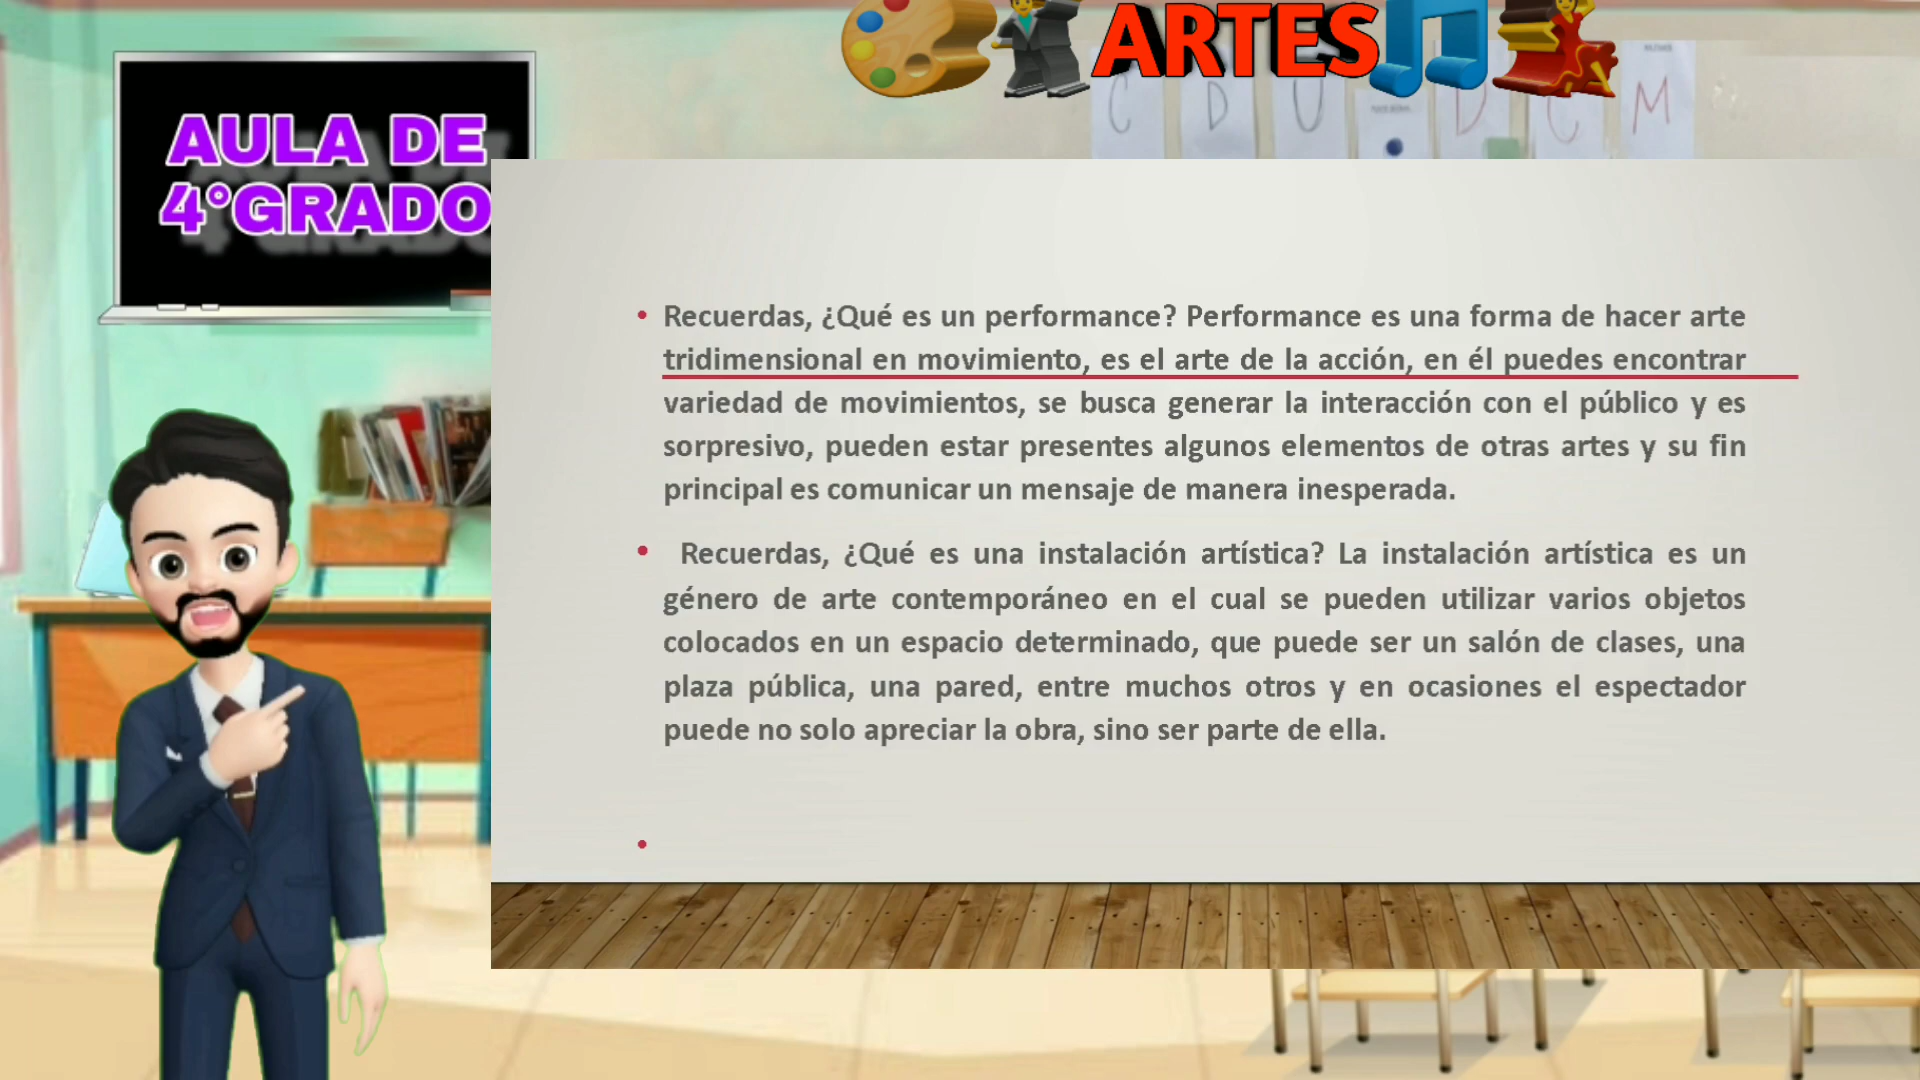 ARTES
C D U D C M
AULA DE
4°GRADO
• Recuerdas, ¿Qué es un performance? Performance es una forma de hacer arte
tridimensional en movimiento, es el arte de la acción, en él puedes encontrar
variedad de movimientos, se busca generar la interacción con el público y es
sorpresivo, pueden estar presentes algunos elementos de otras artes y su fin
principal es comunicar un mensaje de manera inesperada.
• Recuerdas, ¿Qué es una instalación artística? La instalación artística es un
género de arte contemporáneo en el cual se pueden utilizar varios objetos
colocados en un espacio determinado, que puede ser un salón de clases, una
plaza pública, una pared, entre muchos otros y en ocasiones el espectador
puede no solo apreciar la obra, sino ser parte de ella.
•